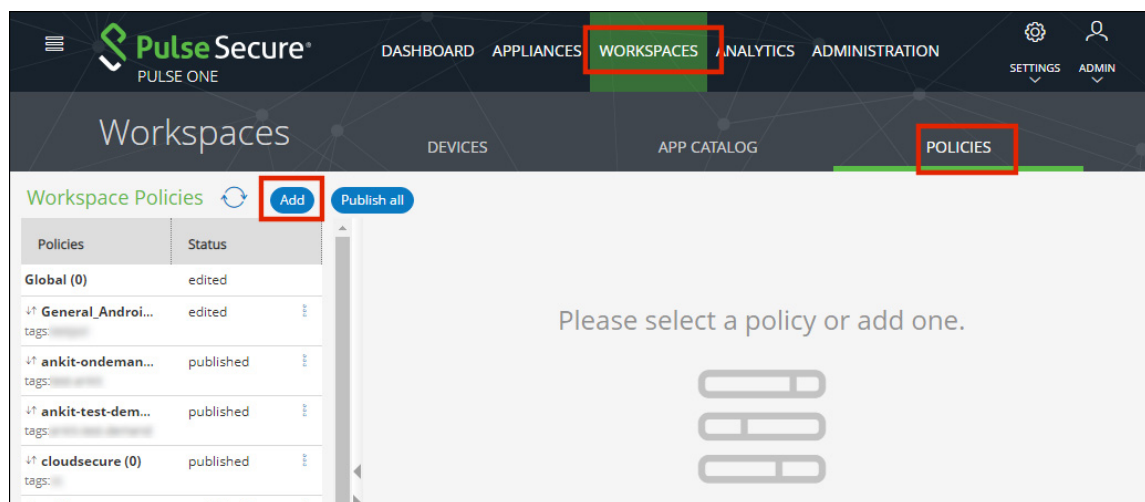 Pulse Secure®
PULSE ONE
DASHBOARD APPLIANCES WORKSPACES ANALYTICS ADMINISTRATION
SETTINGS ADMIN
Workspaces
DEVICES APP CATALOG POLICIES
Workspace Policies Add Publish all
Policies Status
Global (0) edited
General_Androi... edited
tags:
ankit-ondeman... published
tags:
ankit-test-dem... published
tags:
cloudsecure (0) published
tags:
Please select a policy or add one.